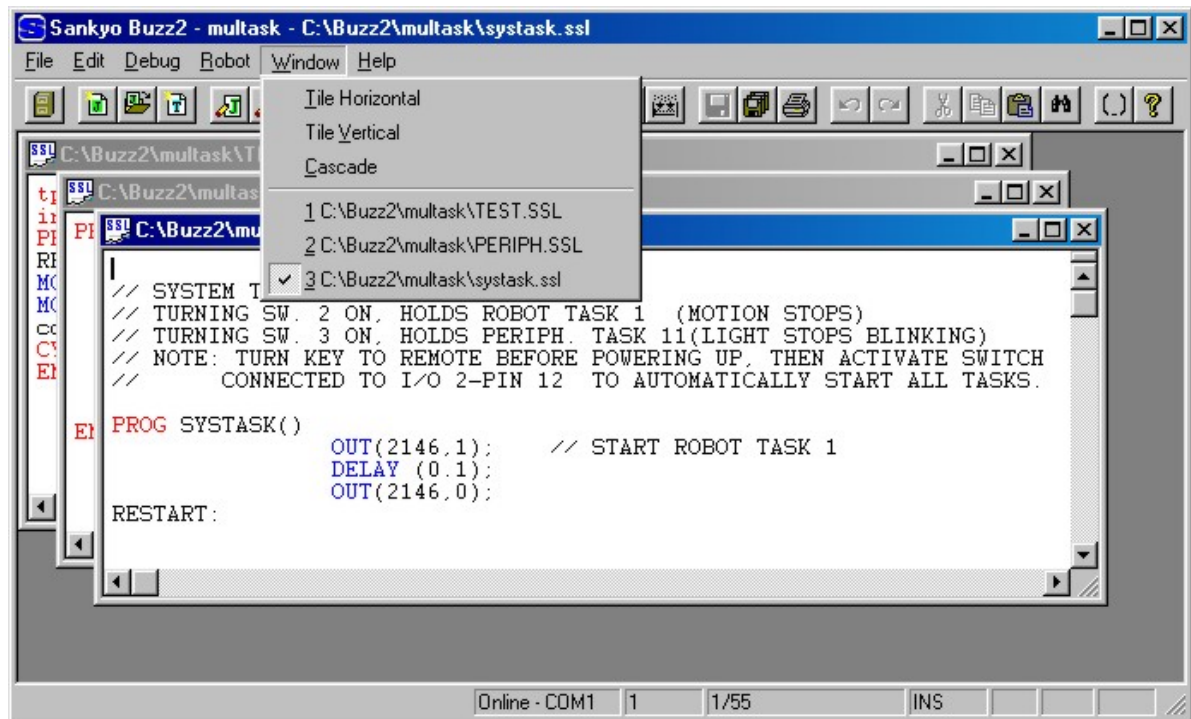 Sankyo Buzz2 - multask - C:\Buzz2\multask\systask.ssl
File Edit Debug Robot Window Help
Tile Horizontal
Tile Vertical
Cascade
1 C:\Buzz2\multask\TEST.SSL
2 C:\Buzz2\multask\PERIPH.SSL
3 C:\Buzz2\multask\systask.ssl
SSL C:\Buzz2\multask\T
SSL C:\Buzz2\multas
SSL C:\Buzz2\mu
// SYSTEM T
// TURNING SW. 2 ON, HOLDS ROBOT TASK 1 (MOTION STOPS)
// TURNING SW. 3 ON, HOLDS PERIPH. TASK 11(LIGHT STOPS BLINKING)
// NOTE: TURN KEY TO REMOTE BEFORE POWERING UP, THEN ACTIVATE SWITCH
// CONNECTED TO I/O 2-PIN 12 TO AUTOMATICALLY START ALL TASKS.
PROG SYSTASK()
OUT(2146,1); // START ROBOT TASK 1
DELAY (0.1);
OUT(2146,0);
RESTART:
Online - COM1 1 1/55 INS